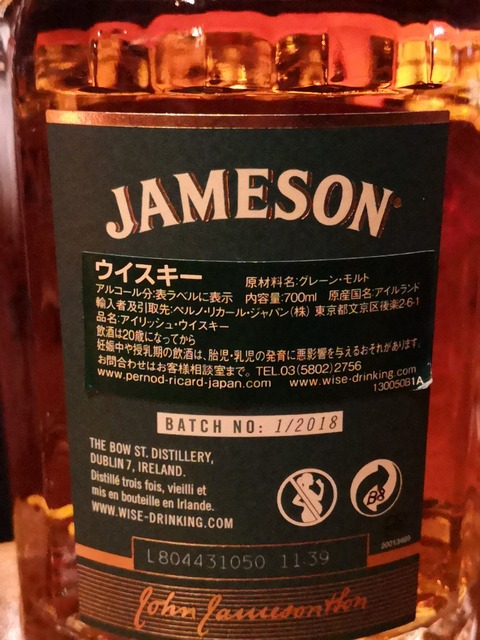 JAMESON®
ウイスキー
原材料名:グレーン・モルト
アルコール分:表ラベルに表示 内容量:700ml 原産国名:アイルランド
輸入者及引取先:ペルノ・リカール・ジャパン(株) 東京都文京区後楽2-6-1
品名:アイリッシュ・ウイスキー
飲酒は20歳になってから
妊娠中や授乳期の飲酒は、胎児・乳児の発育に悪影響を与えるおそれがあります。
お問合わせはお客様相談室まで。TEL.03(5802)2756
www.pernod-ricard-japan.com www.wise-drinking.com
13005081A
BATCH NO: 1/2018
THE BOW ST. DISTILLERY,
DUBLIN 7, IRELAND.
Distillé trois fois, vieilli et
mis en bouteille en Irlande.
WWW.WISE-DRINKING.COM
B8
L804431050 11:39
John Jameson & Son